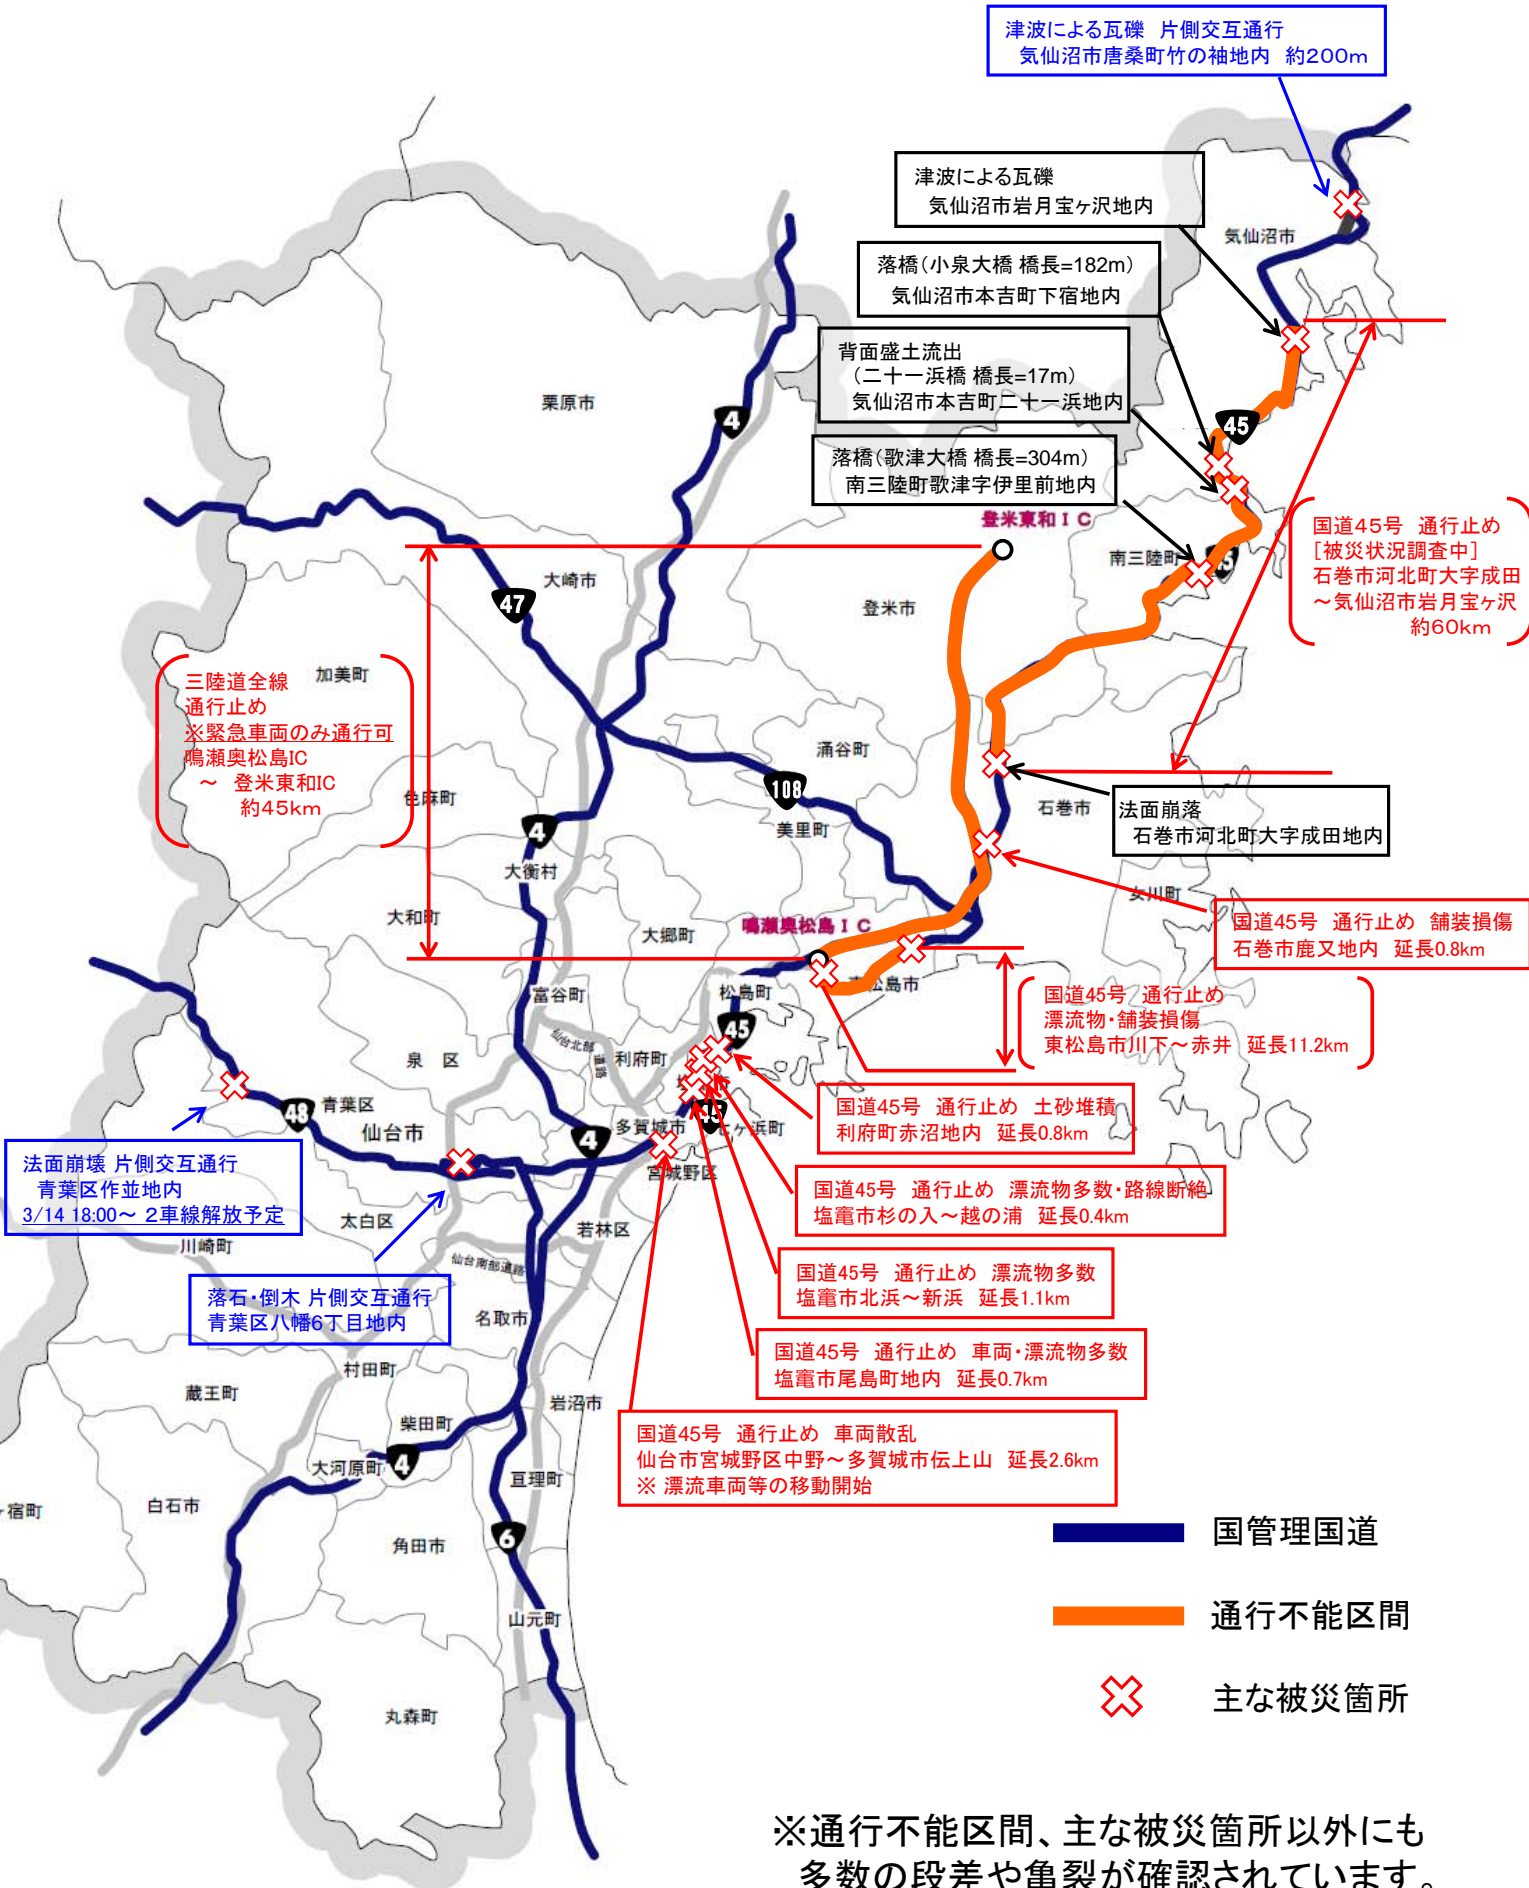 津波による瓦礫　片側交互通行
気仙沼市唐桑町竹の袖地内　約200m
津波による瓦礫
気仙沼市岩月宝ヶ沢地内
気仙沼市
落橋(小泉大橋 橋長=182m)
気仙沼市本吉町下宿地内
背面盛土流出
(二十一浜橋 橋長=17m)
気仙沼市本吉町二十一浜地内
栗原市
4
45
落橋(歌津大橋 橋長=304m)
南三陸町歌津字伊里前地内
登米東和ＩＣ
国道45号　通行止め
[被災状況調査中]
石巻市河北町大字成田
～気仙沼市岩月宝ヶ沢
約60km
南三陸町
45
大崎市
47
登米市
三陸道全線
通行止め
※緊急車両のみ通行可
鳴瀬奥松島IC
～　登米東和IC
約45km
加美町
涌谷町
108
色麻町
美里町
石巻市
法面崩落
石巻市河北町大字成田地内
4
大衡村
女川町
大和町
大郷町
鳴瀬奥松島ＩＣ
国道45号　通行止め　舗装損傷
石巻市鹿又地内　延長0.8km
富谷町
松島町
東松島市
国道45号　通行止め
漂流物・舗装損傷
東松島市川下～赤井　延長11.2km
45
仙台北部道路
利府町
泉　区
48
青葉区
仙台市
4
多賀城市
45
七ヶ浜町
国道45号　通行止め　土砂堆積
利府町赤沼地内　延長0.8km
法面崩壊 片側交互通行
青葉区作並地内
3/14 18:00～ 2車線解放予定
宮城野区
国道45号　通行止め　漂流物多数・路線断絶
塩竈市杉の入～越の浦　延長0.4km
太白区
若林区
川崎町
仙台南部道路
国道45号　通行止め　漂流物多数
塩竈市北浜～新浜　延長1.1km
落石・倒木 片側交互通行
青葉区八幡6丁目地内
名取市
国道45号　通行止め　車両・漂流物多数
塩竈市尾島町地内　延長0.7km
村田町
蔵王町
岩沼市
柴田町
国道45号　通行止め　車両散乱
仙台市宮城野区中野～多賀城市伝上山　延長2.6km
※ 漂流車両等の移動開始
大河原町
4
亘理町
白石市
ヶ宿町
角田市
6
国管理国道
山元町
通行不能区間
丸森町
主な被災箇所
※通行不能区間、主な被災箇所以外にも
多数の段差や亀裂が確認されています。